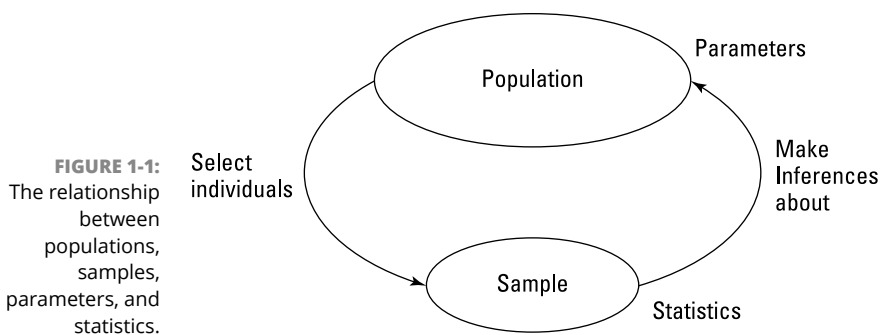 FIGURE 1-1:
The relationship
between
populations,
samples,
parameters, and
statistics.
Parameters
Population
Select
individuals
Make
Inferences
about
Sample
Statistics